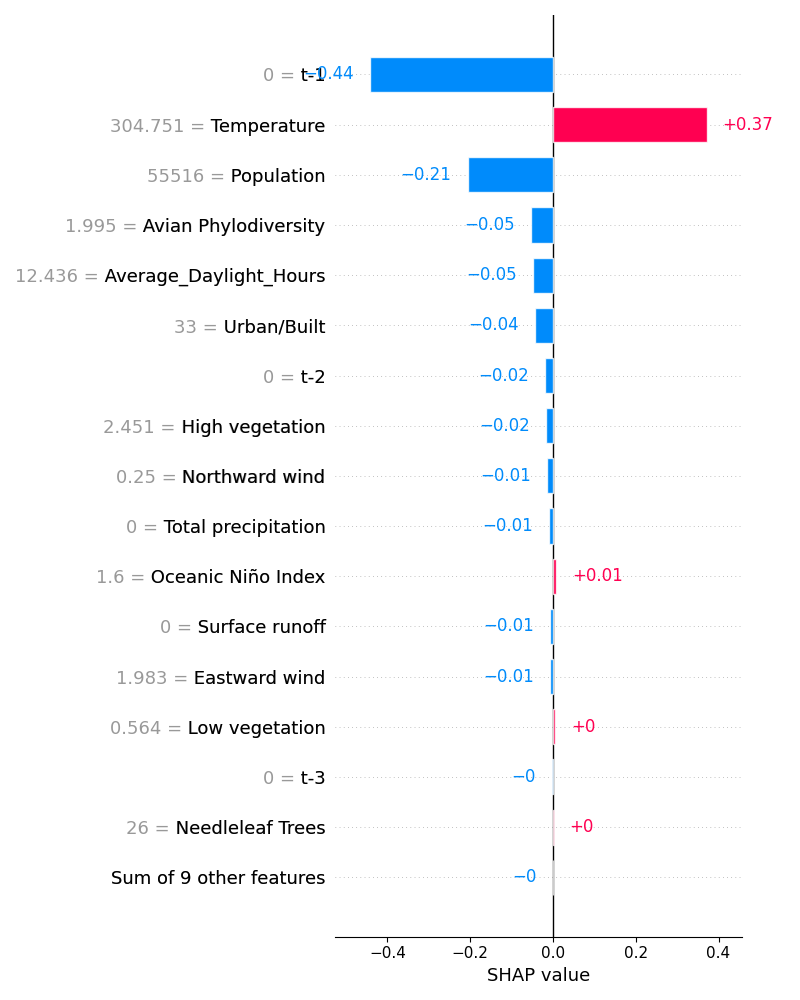 0 = t-1 −0.44
304.751 = Temperature +0.37
55516 = Population −0.21
1.995 = Avian Phylodiversity −0.05
12.436 = Average_Daylight_Hours −0.05
33 = Urban/Built −0.04
0 = t-2 −0.02
2.451 = High vegetation −0.02
0.25 = Northward wind −0.01
0 = Total precipitation −0.01
1.6 = Oceanic Niño Index +0.01
0 = Surface runoff −0.01
1.983 = Eastward wind −0.01
0.564 = Low vegetation +0
0 = t-3 −0
26 = Needleleaf Trees +0
Sum of 9 other features −0
−0.4 −0.2 0.0 0.2 0.4
SHAP value